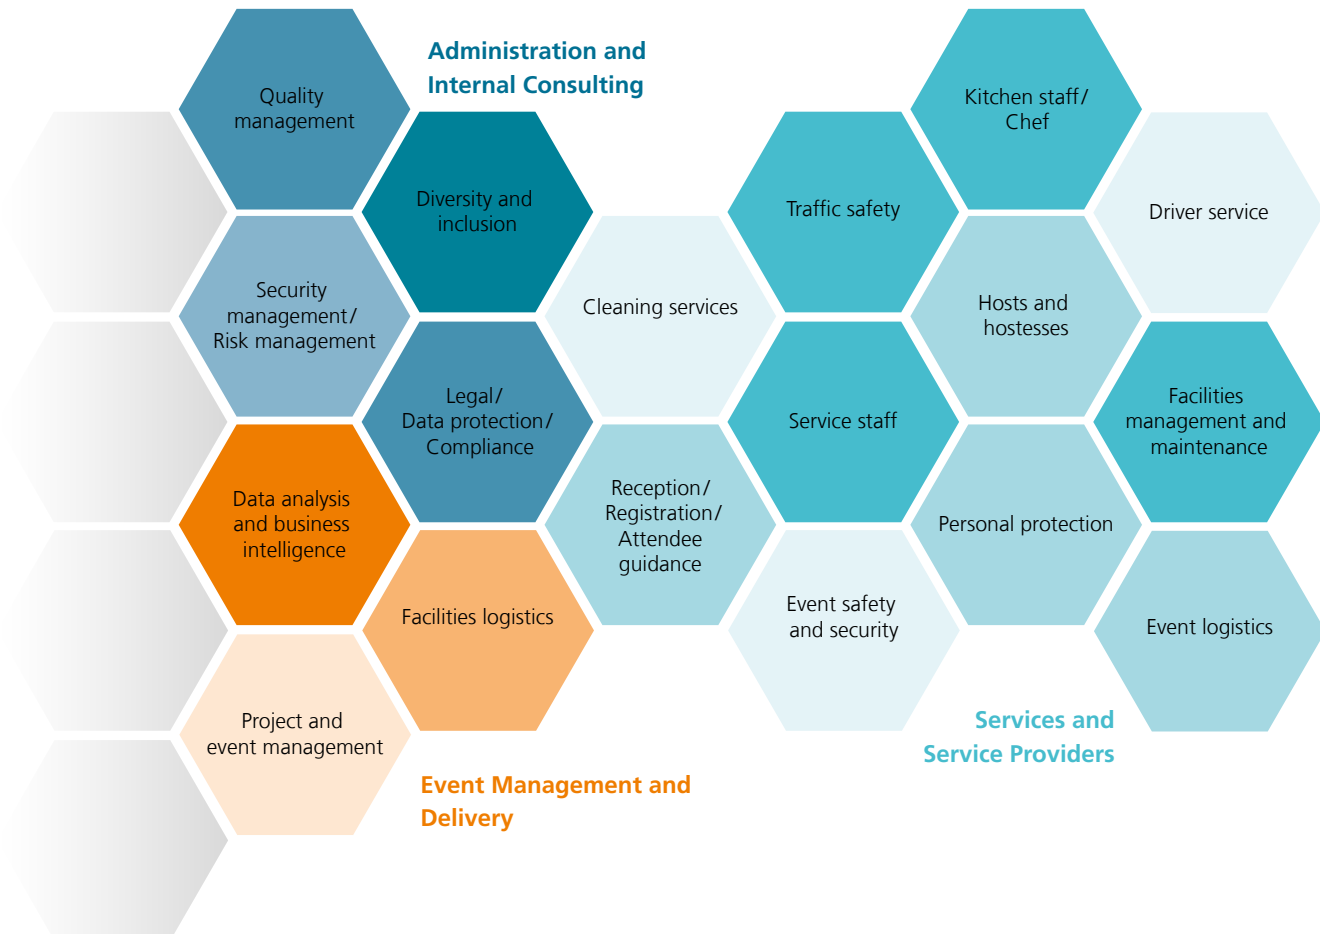 Administration and
Internal Consulting
Quality
management
Kitchen staff/
Chef
Diversity and
inclusion
Traffic safety
Driver service
Security
management/
Risk management
Cleaning services
Hosts and
hostesses
Legal/
Data protection/
Compliance
Service staff
Facilities
management and
maintenance
Data analysis
and business
intelligence
Reception/
Registration/
Attendee
guidance
Personal protection
Facilities logistics
Event safety
and security
Event logistics
Project and
event management
Services and
Service Providers
Event Management and
Delivery